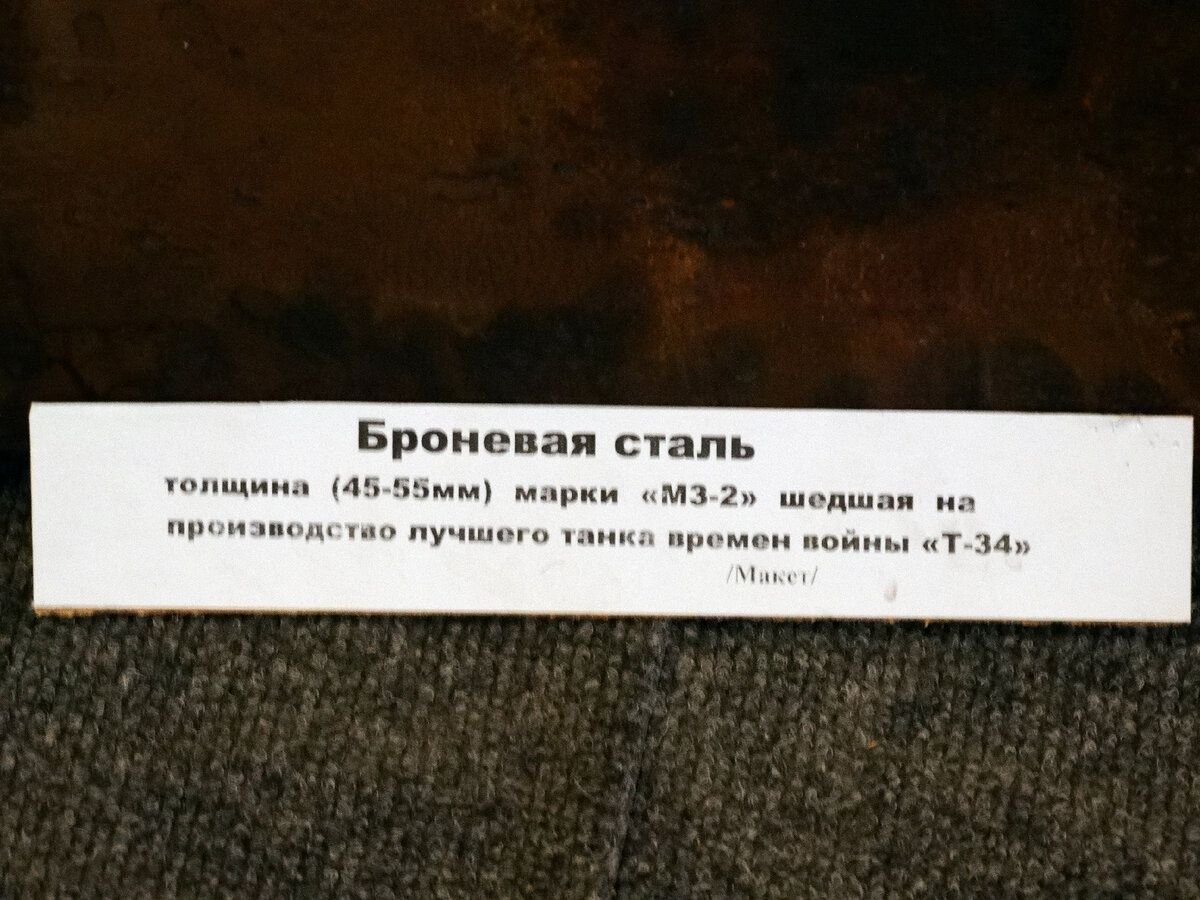 Броневая сталь
толщина (45-55мм) марки «МЗ-2» шедшая на
производство лучшего танка времен войны «Т-34»
/Макет/